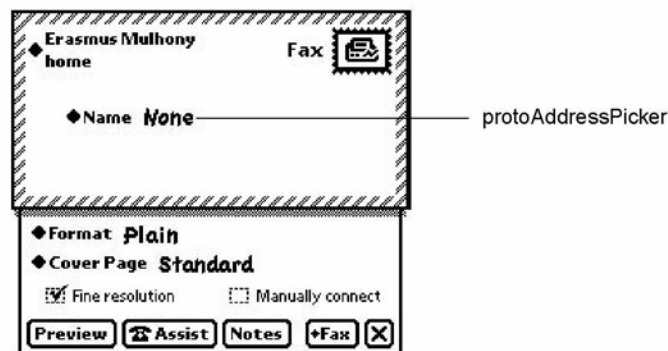 ◆Erasmus Mulhony
home
Fax
◆Name None
protoAddressPicker
◆Format Plain
◆Cover Page Standard
Fine resolution Manually connect
Preview Assist Notes ◆Fax X